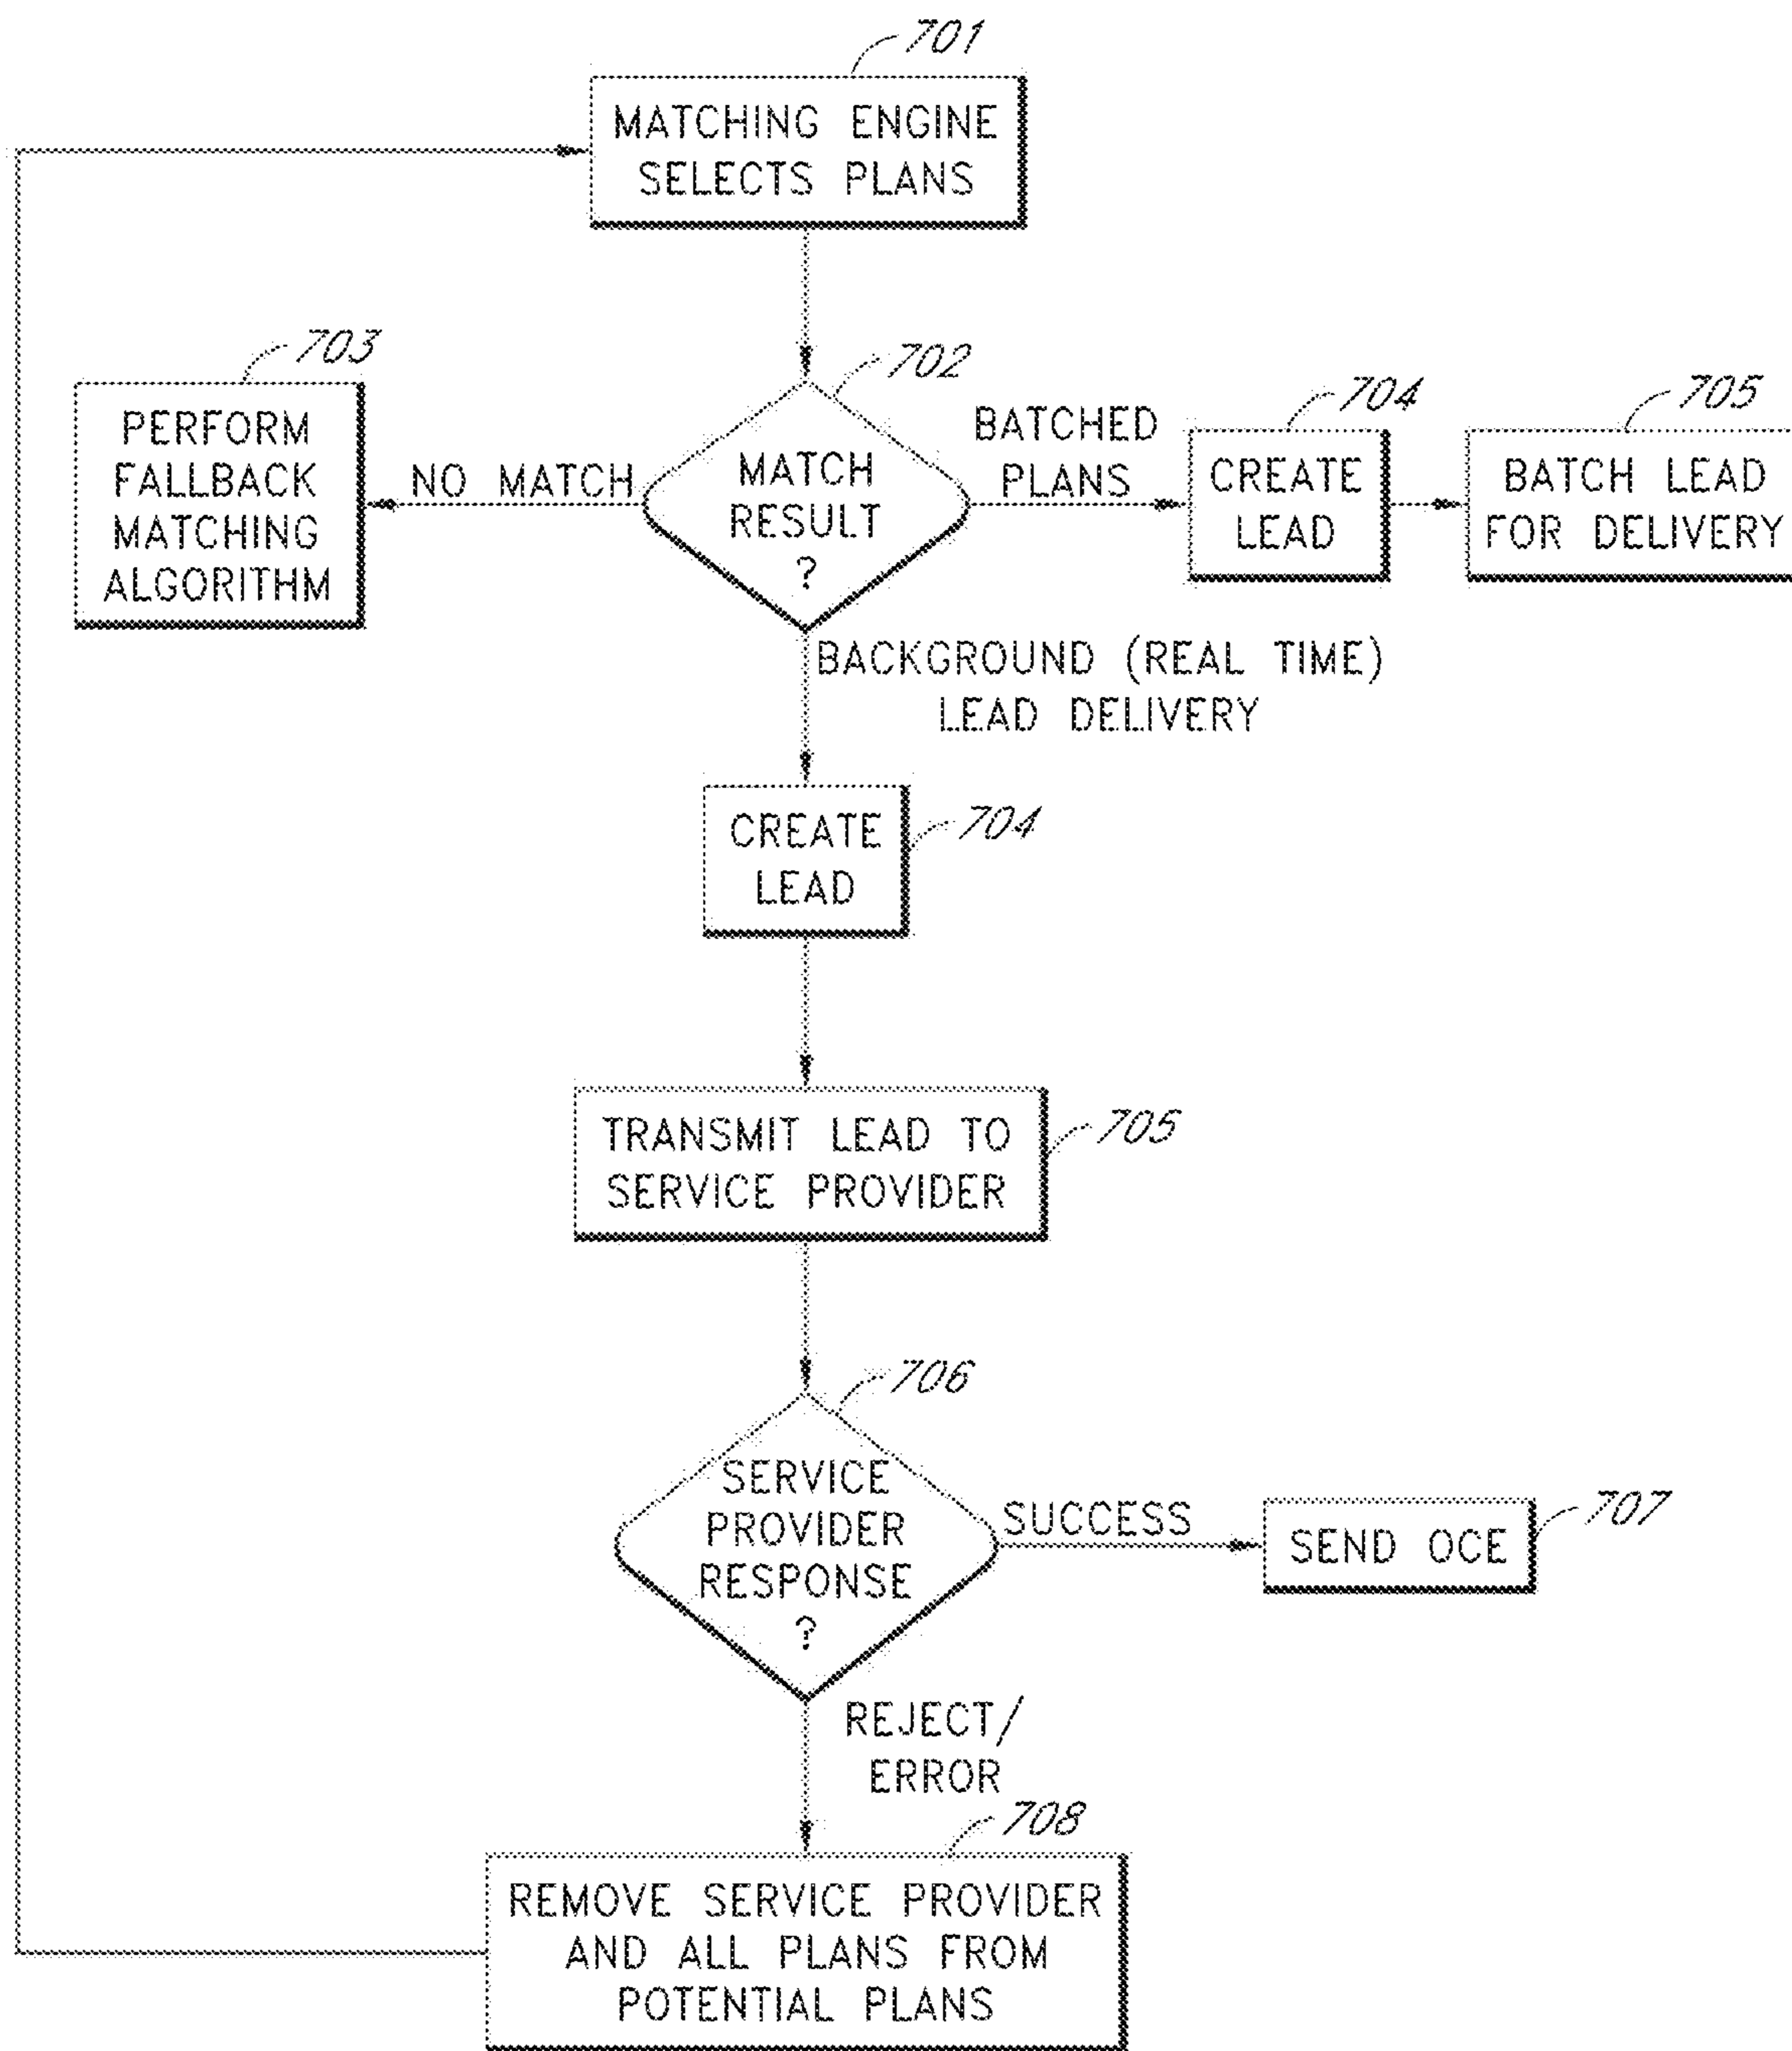 701
MATCHING ENGINE
SELECTS PLANS
703
PERFORM
FALLBACK
MATCHING
ALGORITHM
NO MATCH
702
MATCH
RESULT
?
BATCHED
PLANS
704
CREATE
LEAD
705
BATCH LEAD
FOR DELIVERY
BACKGROUND (REAL TIME)
LEAD DELIVERY
CREATE
LEAD
704
TRANSMIT LEAD TO
SERVICE PROVIDER
705
706
SERVICE
PROVIDER
RESPONSE
?
SUCCESS
SEND OCE
707
REJECT/
ERROR
708
REMOVE SERVICE PROVIDER
AND ALL PLANS FROM
POTENTIAL PLANS